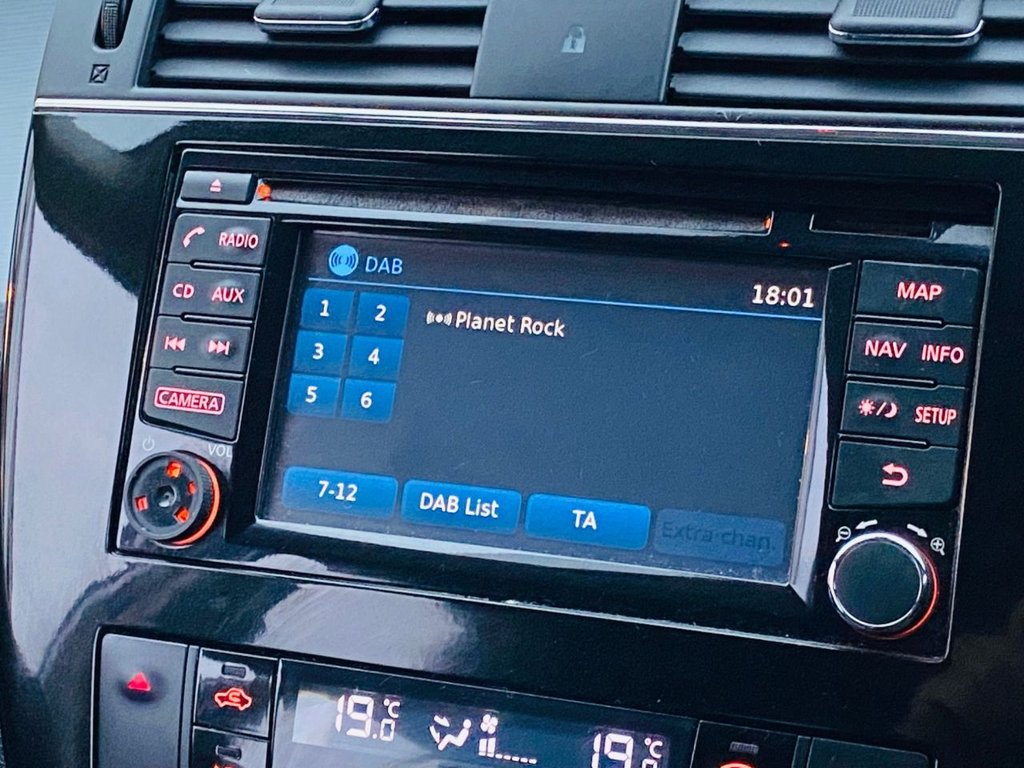 RADIO
CD AUX
CAMERA
VOL
DAB
18:01
1 2
3 4
5 6
Planet Rock
7-12
DAB List
TA
Extra-chan.
MAP
NAV INFO
SETUP
19.0°C
19°C